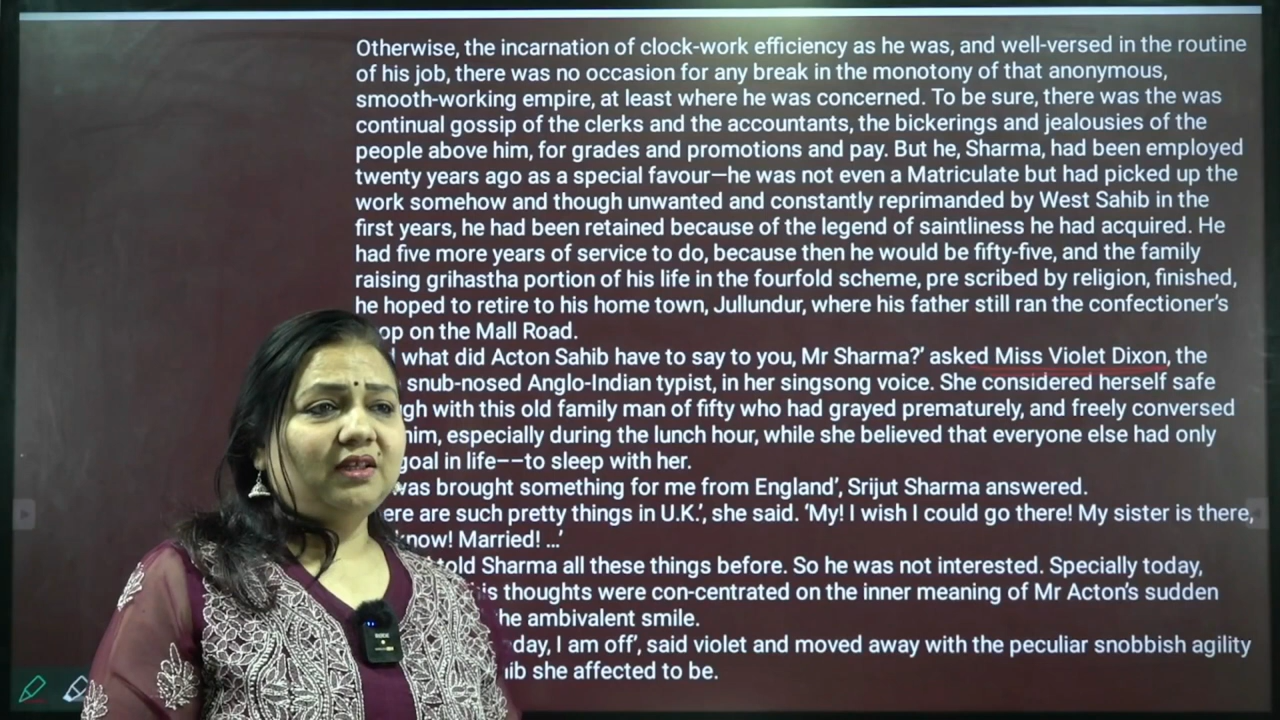 Otherwise, the incarnation of clock-work efficiency as he was, and well-versed in the routine
of his job, there was no occasion for any break in the monotony of that anonymous,
smooth-working empire, at least where he was concerned. To be sure, there was the was
continual gossip of the clerks and the accountants, the bickerings and jealousies of the
people above him, for grades and promotions and pay. But he, Sharma, had been employed
twenty years ago as a special favour—he was not even a Matriculate but had picked up the
work somehow and though unwanted and constantly reprimanded by West Sahib in the
first years, he had been retained because of the legend of saintliness he had acquired. He
had five more years of service to do, because then he would be fifty-five, and the family
raising grihastha portion of his life in the fourfold scheme, pre scribed by religion, finished,
he hoped to retire to his home town, Jullundur, where his father still ran the confectioner's
op on the Mall Road.
what did Acton Sahib have to say to you, Mr Sharma?' asked Miss Violet Dixon, the
snub-nosed Anglo-Indian typist, in her singsong voice. She considered herself safe
gh with this old family man of fifty who had grayed prematurely, and freely conversed
him, especially during the lunch hour, while she believed that everyone else had only
goal in life––to sleep with her.
was brought something for me from England', Srijut Sharma answered.
ere are such pretty things in U.K.', she said. 'My! I wish I could go there! My sister is there,
know! Married! ...'
told Sharma all these things before. So he was not interested. Specially today,
is thoughts were con-centrated on the inner meaning of Mr Acton's sudden
he ambivalent smile.
day, I am off', said violet and moved away with the peculiar snobbish agility
ib she affected to be.